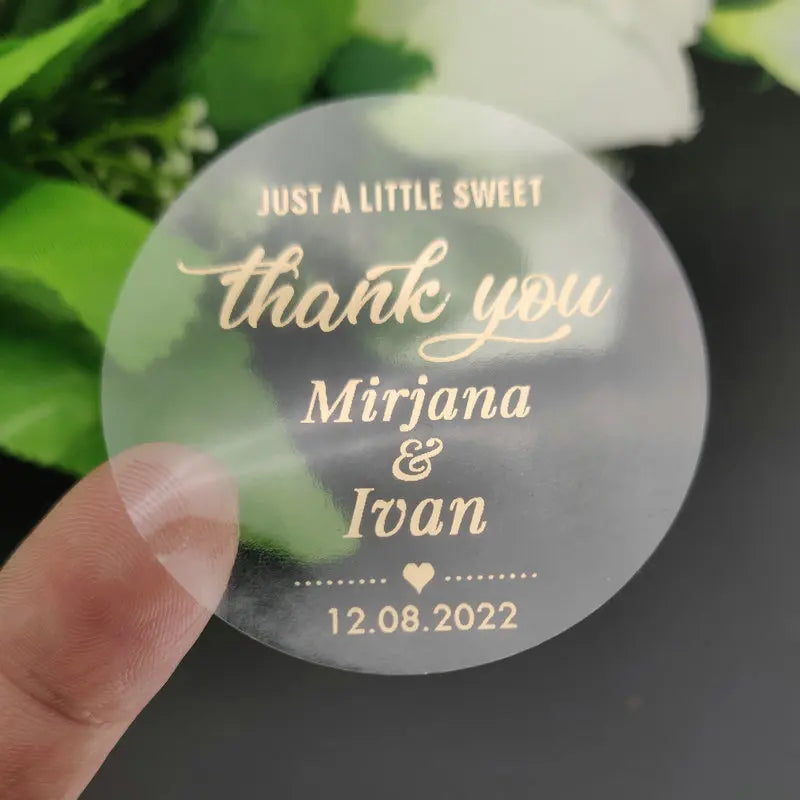 JUST A LITTLE SWEET
thank you
Mirjana
&
Ivan
12.08.2022